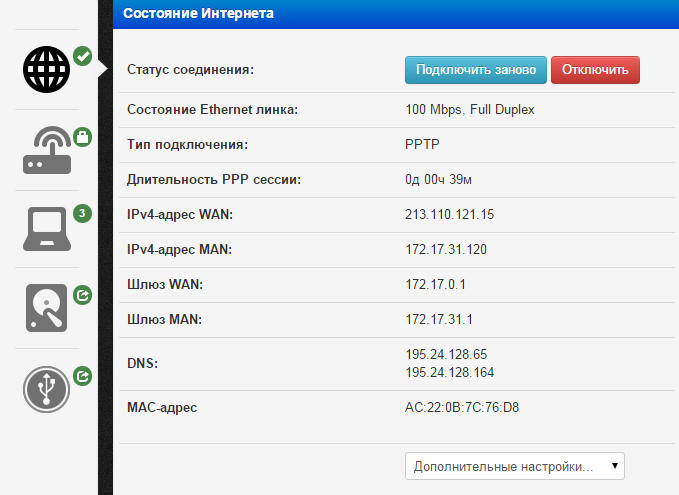 Состояние Интернета
Статус соединения: Подключить заново Отключить
Состояние Ethernet линка: 100 Mbps, Full Duplex
Тип подключения: PPTP
Длительность PPP сессии: 0д 00ч 39м
3
IPv4-адрес WAN: 213.110.121.15
IPv4-адрес MAN: 172.17.31.120
Шлюз WAN: 172.17.0.1
Шлюз MAN: 172.17.31.1
DNS: 195.24.128.65
195.24.128.164
MAC-адрес AC:22:0B:7C:76:D8
Дополнительные настройки...